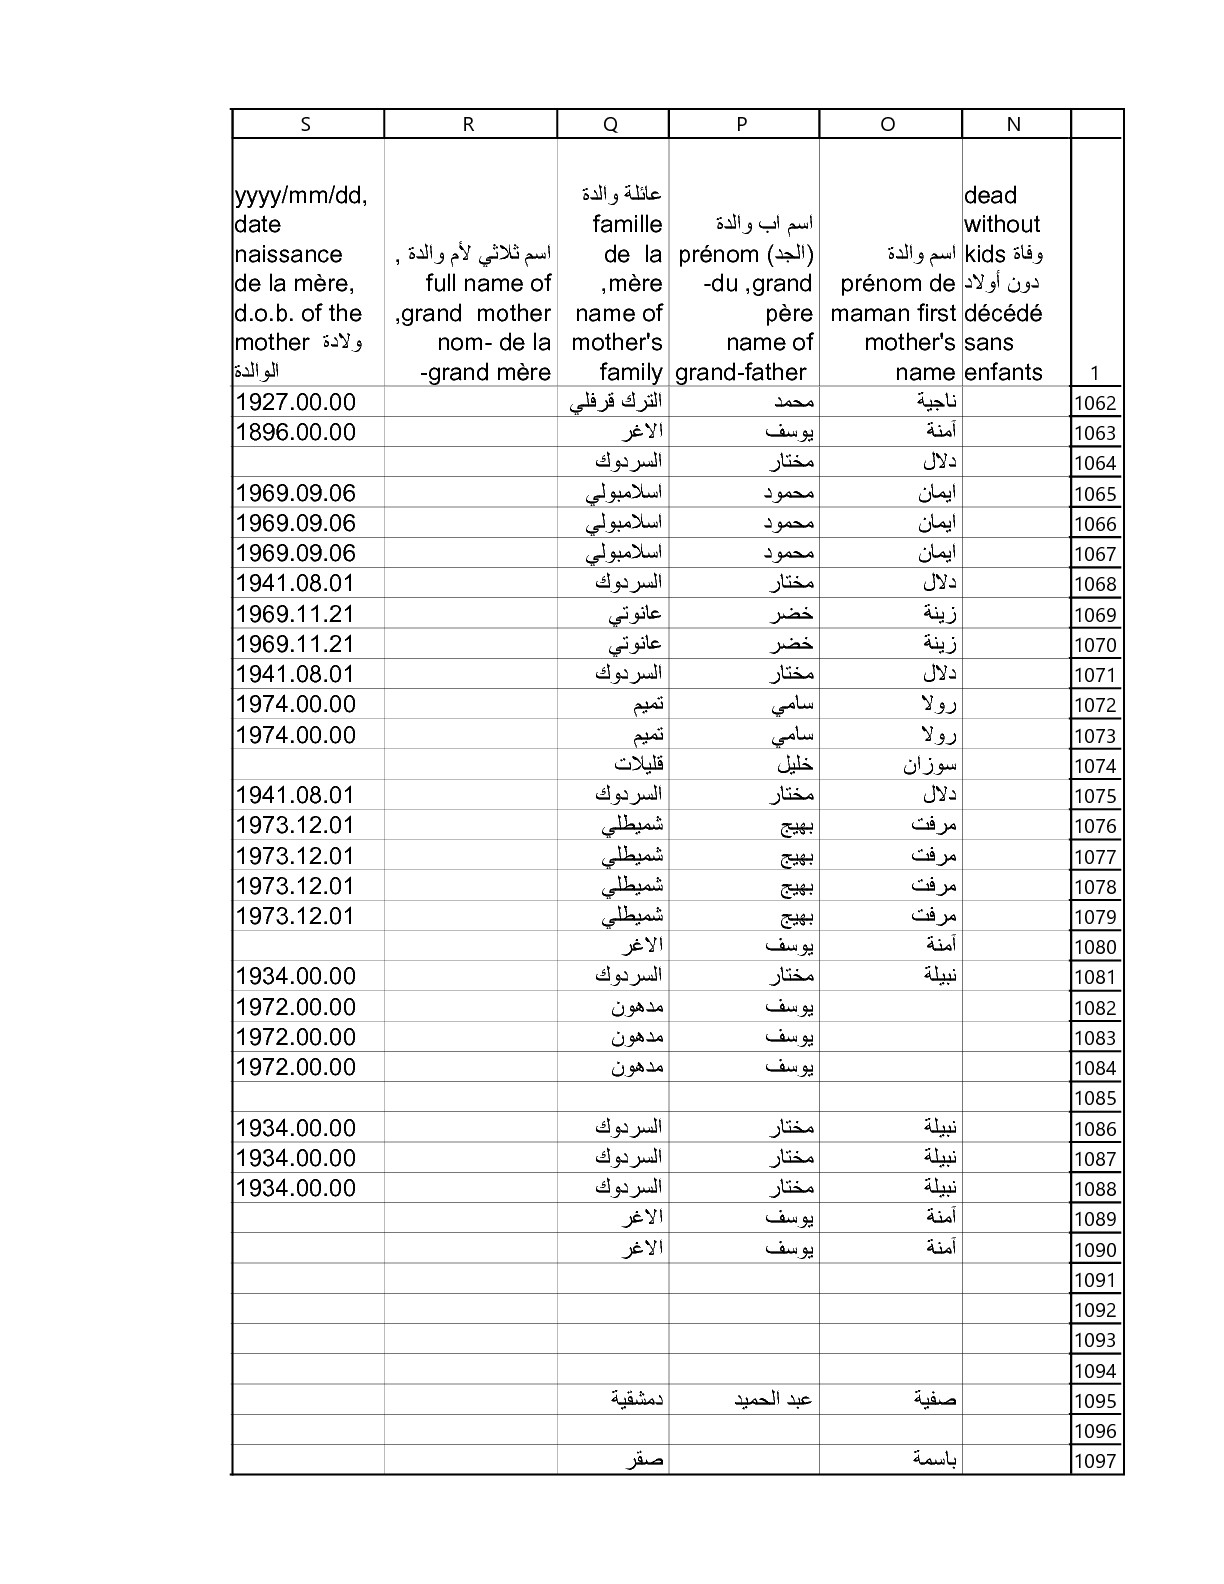 S R Q P O N
yyyy/mm/dd,
date
naissance
de la mère,
d.o.b. of the
mother ولادة
الوالدة
اسم ثلاثي لأم والدة ,
full name of
,grand mother
nom- de la
-grand mère
عائلة والدة
famille
de la
,mère
name of
mother's
family
اسم اب والدة
prénom (الجد)
-du ,grand
père
name of
grand-father
اسم والدة
prénom de
maman first
mother's
name
dead
without
kids وفاة
دون أولاد
décédé
sans
enfants
1
1927.00.00 الترك قرفلي محمد ناجية 1062
1896.00.00 الاغر يوسف آمنة 1063
السردوك مختار دلال 1064
1969.09.06 اسلامبولي محمود ايمان 1065
1969.09.06 اسلامبولي محمود ايمان 1066
1969.09.06 اسلامبولي محمود ايمان 1067
1941.08.01 السردوك مختار دلال 1068
1969.11.21 عانوتي خضر زينة 1069
1969.11.21 عانوتي خضر زينة 1070
1941.08.01 السردوك مختار دلال 1071
1974.00.00 تميم سامي رولا 1072
1974.00.00 تميم سامي رولا 1073
قليلات خليل سوزان 1074
1941.08.01 السردوك مختار دلال 1075
1973.12.01 شميطلي بهيج مرفت 1076
1973.12.01 شميطلي بهيج مرفت 1077
1973.12.01 شميطلي بهيج مرفت 1078
1973.12.01 شميطلي بهيج مرفت 1079
الاغر يوسف آمنة 1080
1934.00.00 السردوك مختار نبيلة 1081
1972.00.00 مدهون يوسف 1082
1972.00.00 مدهون يوسف 1083
1972.00.00 مدهون يوسف 1084
1085
1934.00.00 السردوك مختار نبيلة 1086
1934.00.00 السردوك مختار نبيلة 1087
1934.00.00 السردوك مختار نبيلة 1088
الاغر يوسف آمنة 1089
الاغر يوسف آمنة 1090
1091
1092
1093
1094
دمشقية عبد الحميد صفية 1095
1096
صقر باسمة 1097